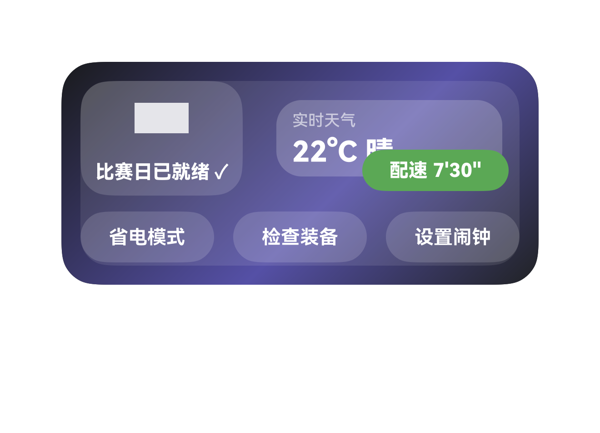 比赛日已就绪 ✓
实时天气
22°C 晴
配速 7'30"
省电模式
检查装备
设置闹钟